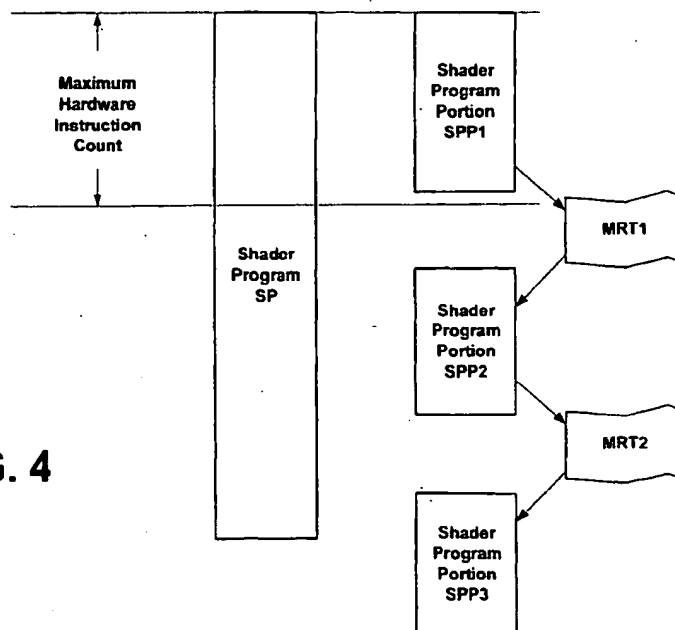 Maximum
Hardware
Instruction
Count
Shader
Program
Portion
SPP1
MRT1
Shader
Program
SP
Shader
Program
Portion
SPP2
MRT2
G. 4
Shader
Program
Portion
SPP3